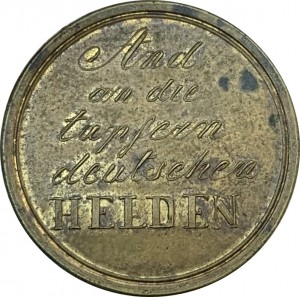 And
an die
tapfern
deutschen
HELDEN